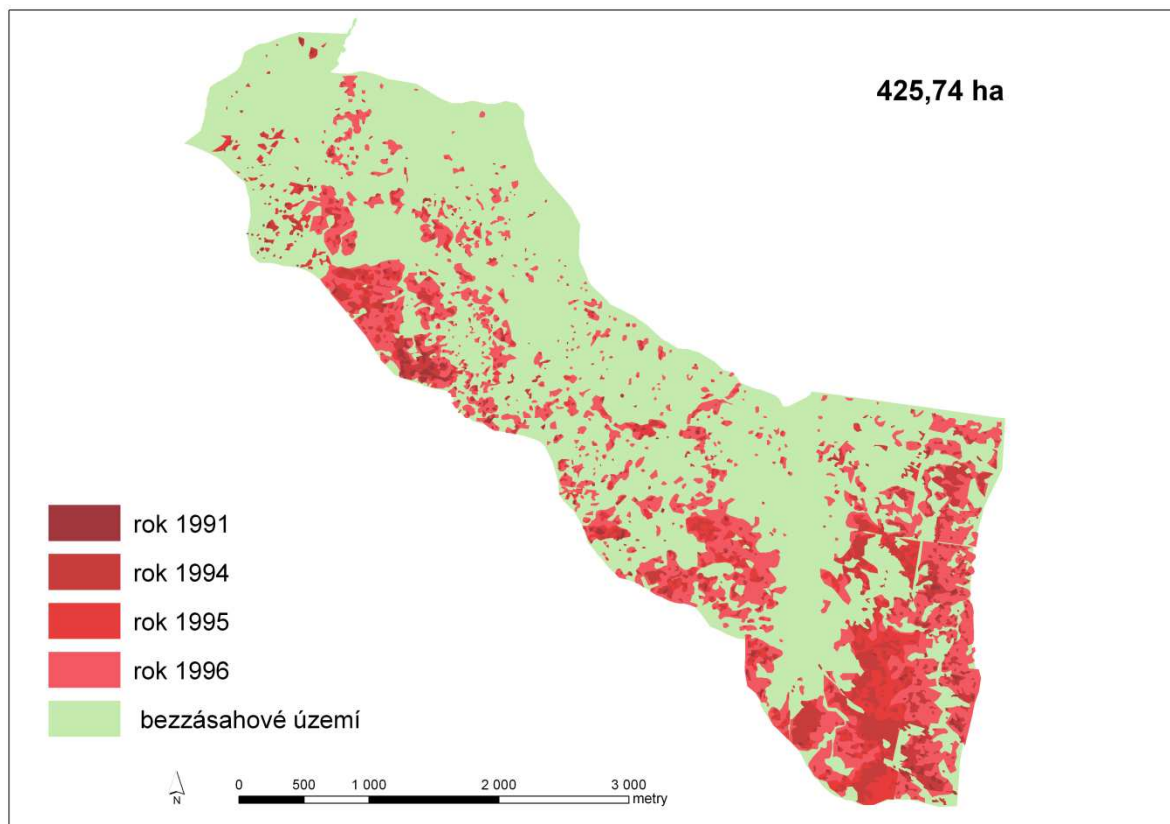 425,74 ha
rok 1991
rok 1994
rok 1995
rok 1996
bezzásahové území
N
0 500 1 000 2 000 3 000
metry